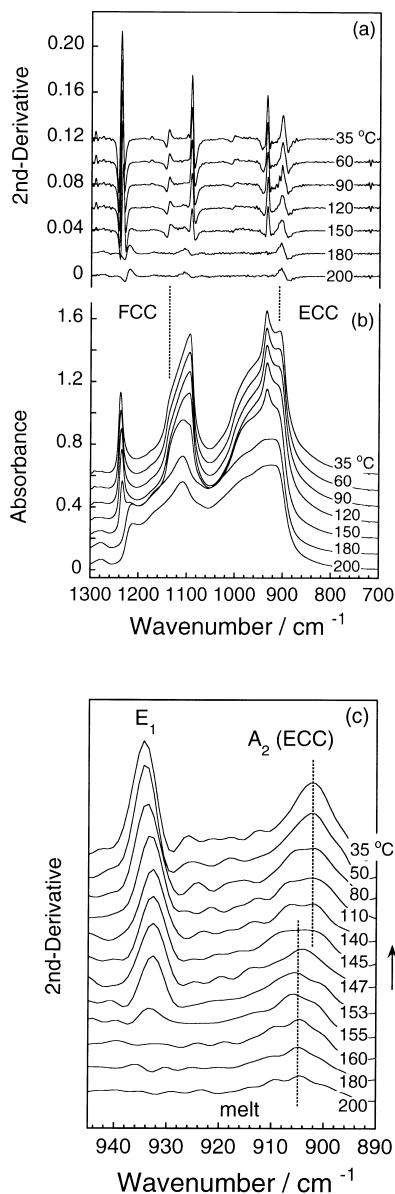 (a)
0.20
0.16
0.12
0.08
0.04
0
2nd-Derivative
35 °C
60
90
120
150
180
200
FCC
ECC
(b)
1.6
1.2
0.8
0.4
0
Absorbance
35 °C
60
90
120
150
180
200
1300 1200 1100 1000 900 800 700
Wavenumber / cm -1
(c)
E1
A2 (ECC)
2nd-Derivative
35 °C
50
80
110
140
145
147
153
155
160
180
200
melt
940 930 920 910 900 890
Wavenumber / cm -1